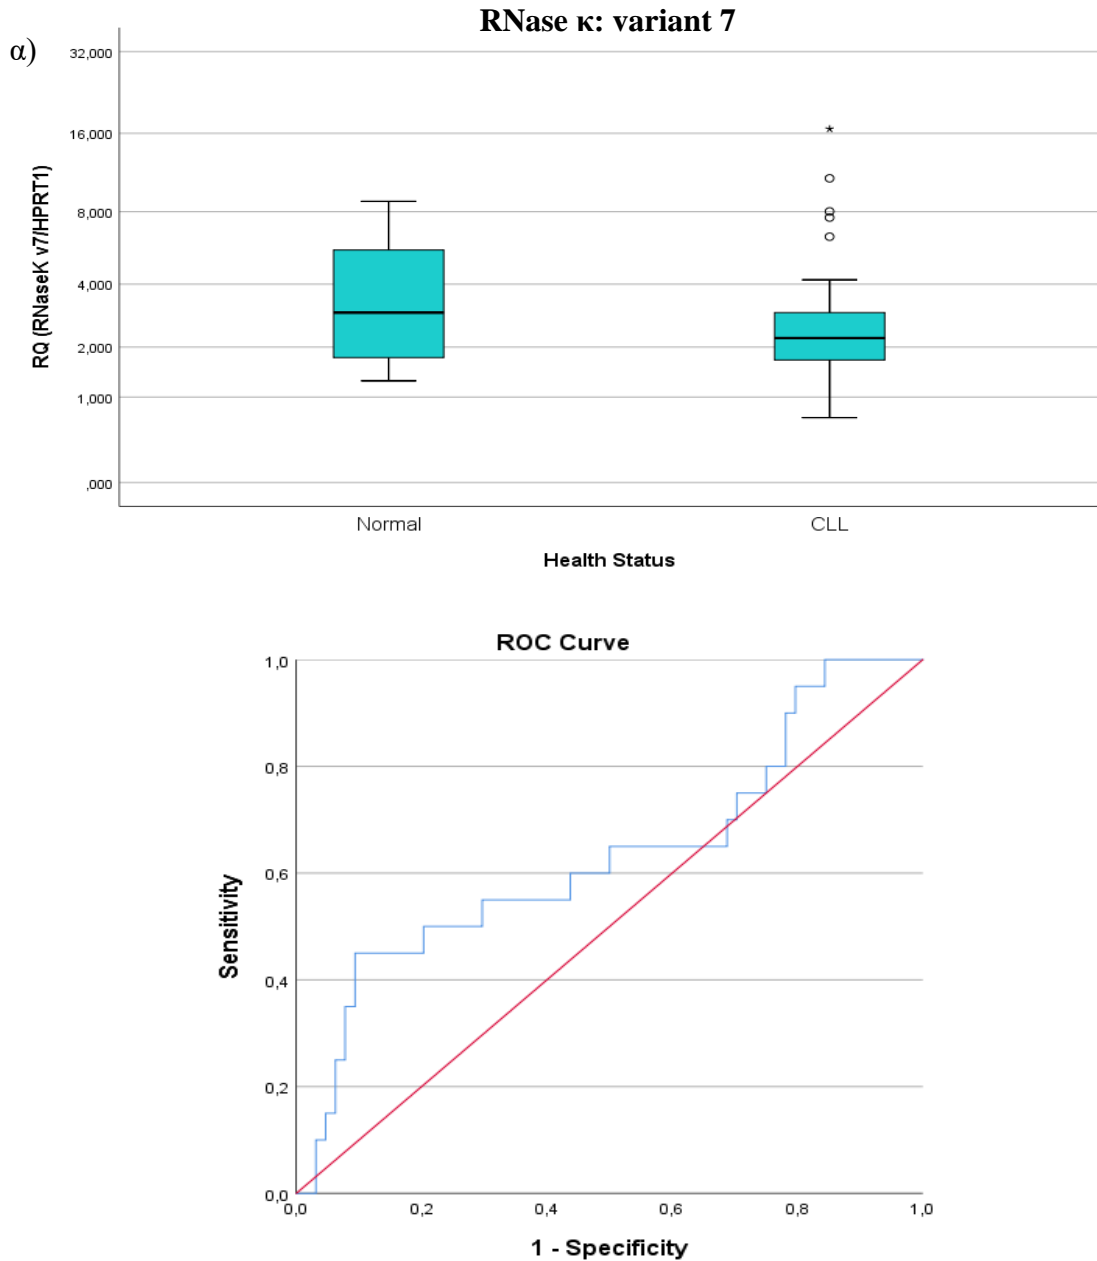 RNase κ: variant 7
α)
RQ (RNaseK v7/HPRT1)
32,000
16,000
8,000
4,000
2,000
1,000
,000
Normal
CLL
Health Status
ROC Curve
Sensitivity
1,0
0,8
0,6
0,4
0,2
0,0
0,0
0,2
0,4
0,6
0,8
1,0
1 - Specificity